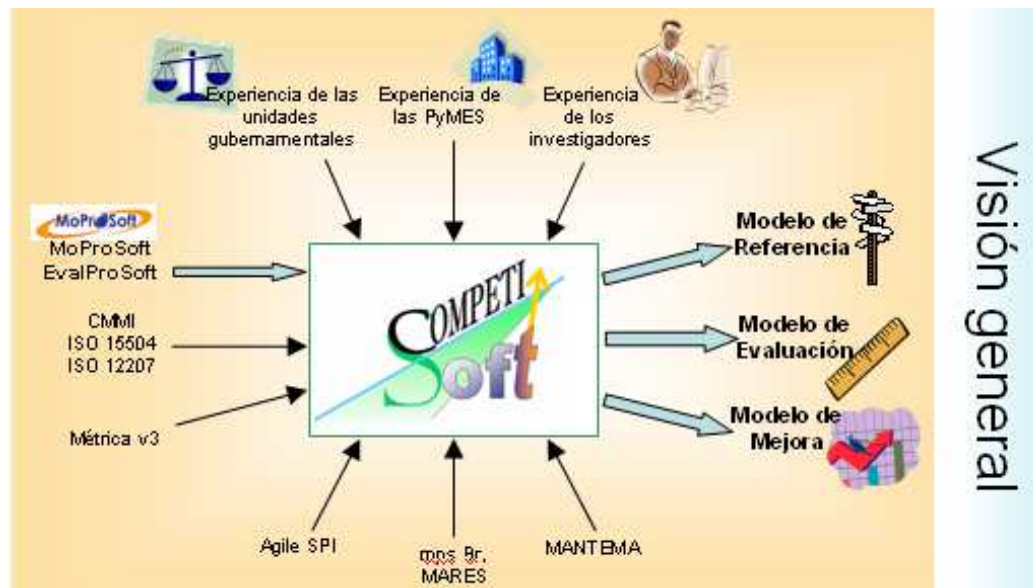 Experiencia de las
unidades
gubernamentales
Experiencia de
las PyMES
Experiencia
de los
investigadores
MoProSoft
MoProSoft
EvalProSoft
CMMI
ISO 15504
ISO 12207
Métrica v3
COMPETI
Soft
Modelo de
Referencia
Modelo de
Evaluación
Modelo de
Mejora
Agile SPI
mps Br.
MARES
MANTEMA
Visión general